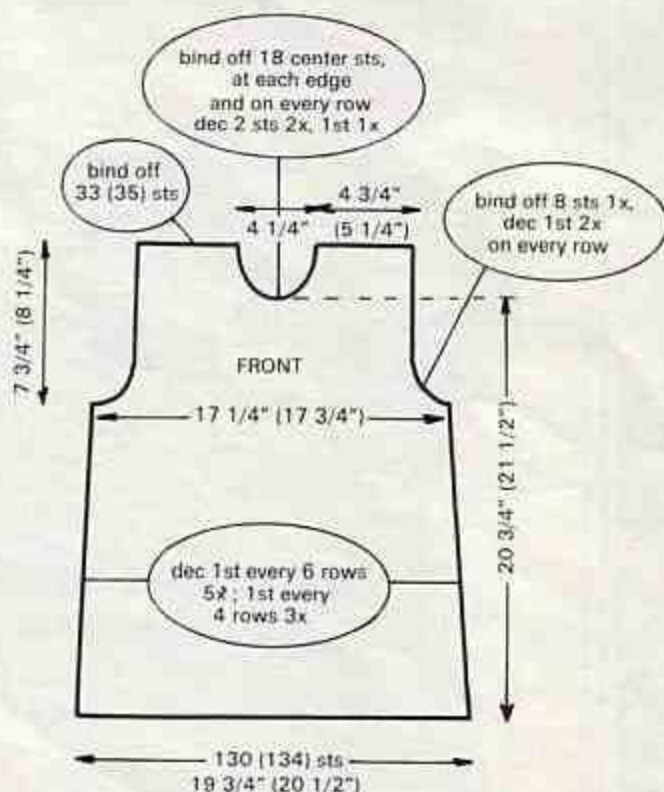 bind off 18 center sts,
at each edge
and on every row
dec 2 sts 2x, 1st 1x
bind off
33 (35) sts
4 1/4"
4 3/4"
(5 1/4")
bind off 8 sts 1x,
dec 1st 2x
on every row
7 3/4" (8 1/4")
FRONT
17 1/4" (17 3/4")
20 3/4" (21 1/2")
dec 1st every 6 rows
5x; 1st every
4 rows 3x
130 (134) sts
19 3/4" (20 1/2")